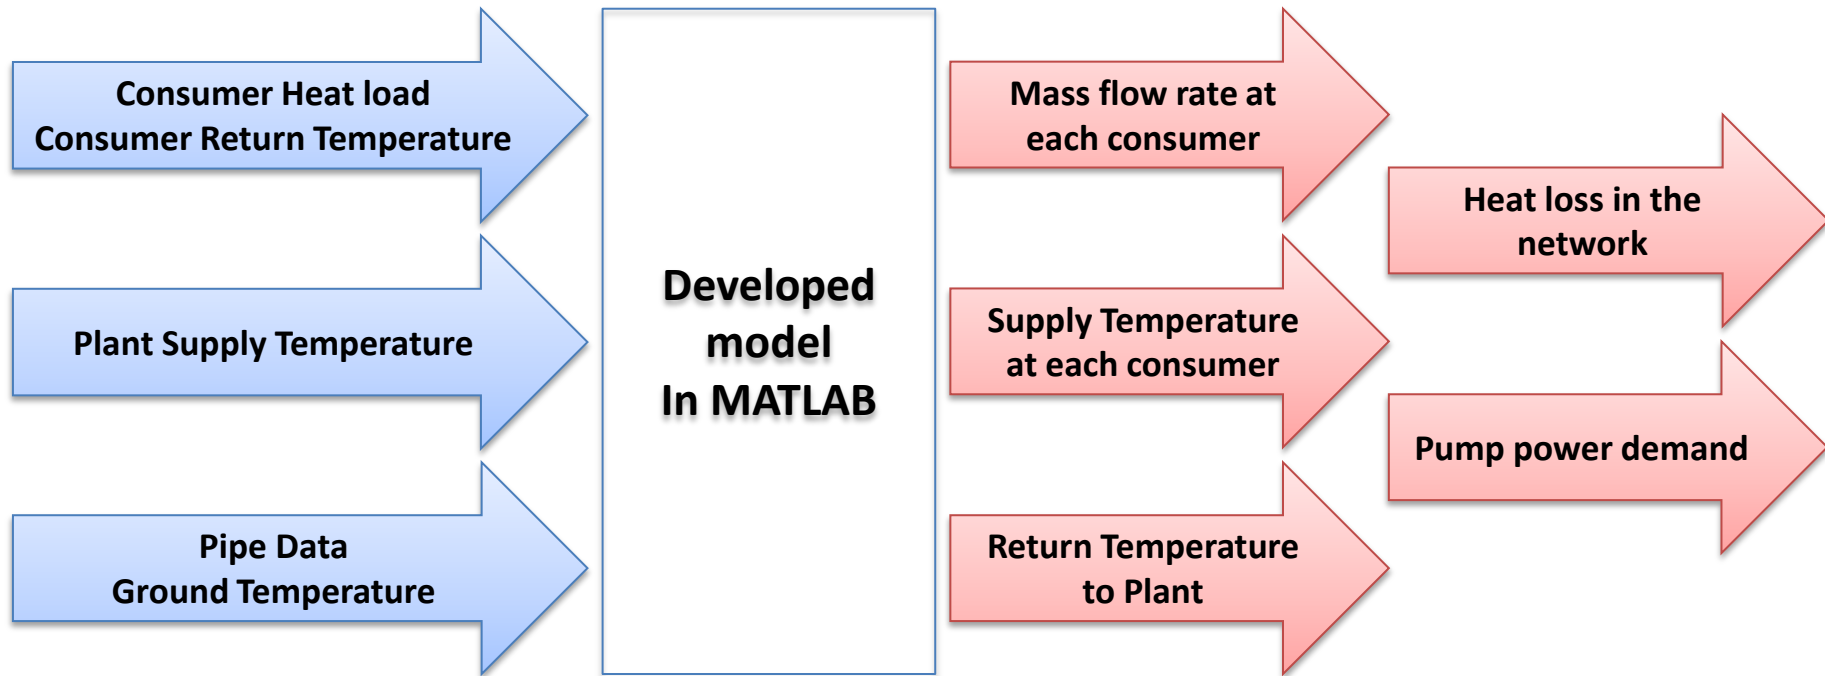 Consumer Heat load
Consumer Return Temperature
Plant Supply Temperature
Pipe Data
Ground Temperature
Developed
model
In MATLAB
Mass flow rate at
each consumer
Supply Temperature
at each consumer
Return Temperature
to Plant
Heat loss in the
network
Pump power demand